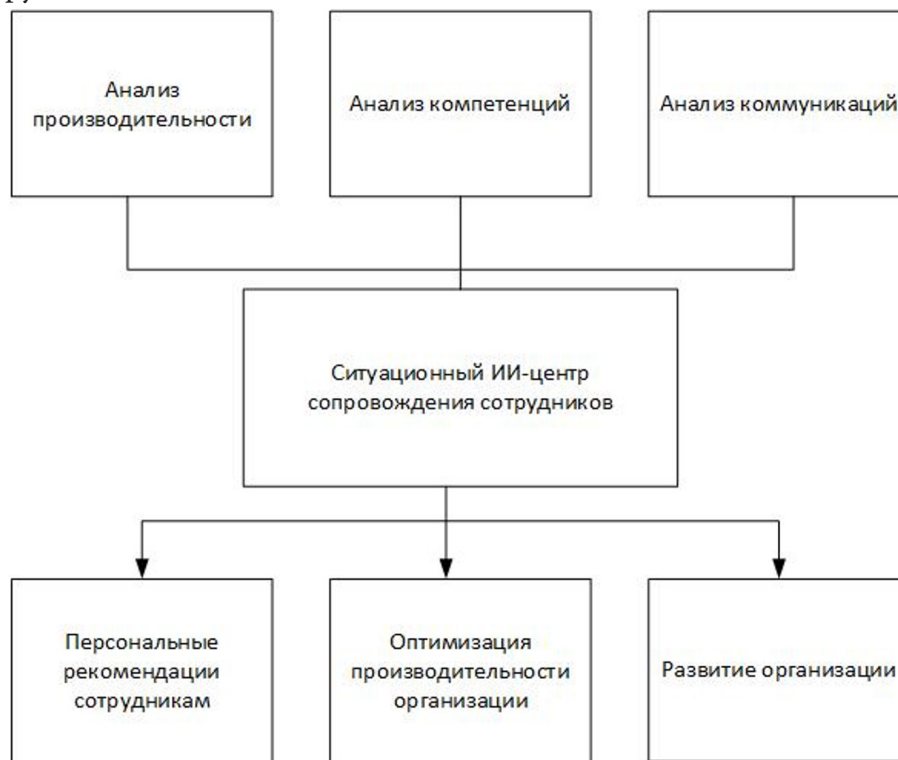 Анализ
производительности
Анализ компетенций
Анализ коммуникаций
Ситуационный ИИ-центр
сопровождения сотрудников
Персональные
рекомендации
сотрудникам
Оптимизация
производительности
организации
Развитие организации